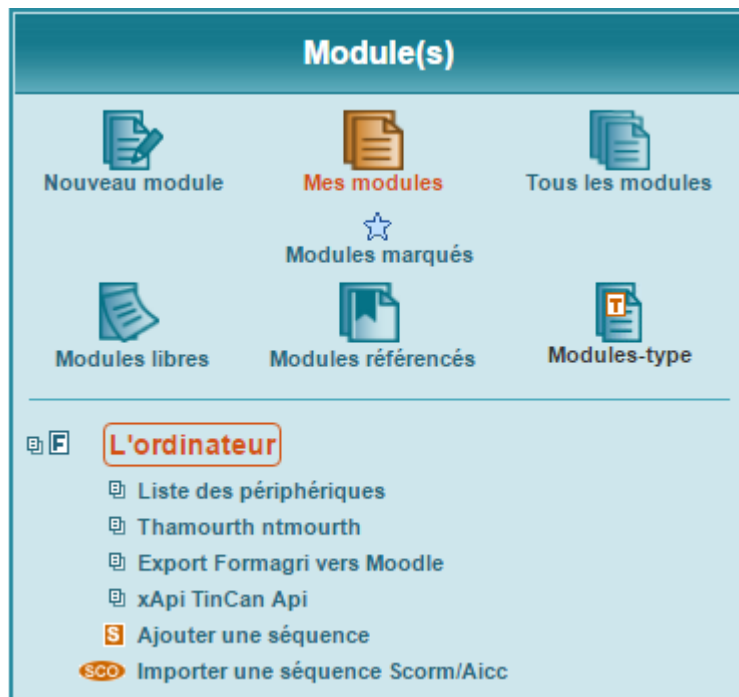 Module(s)
Nouveau module
Mes modules
Tous les modules
Modules marqués
T
Modules libres
Modules référencés
Modules-type
F L'ordinateur
Liste des périphériques
Thamourth ntmourth
Export Formagri vers Moodle
xApi TinCan Api
S Ajouter une séquence
SCO Importer une séquence Scorm/Aicc